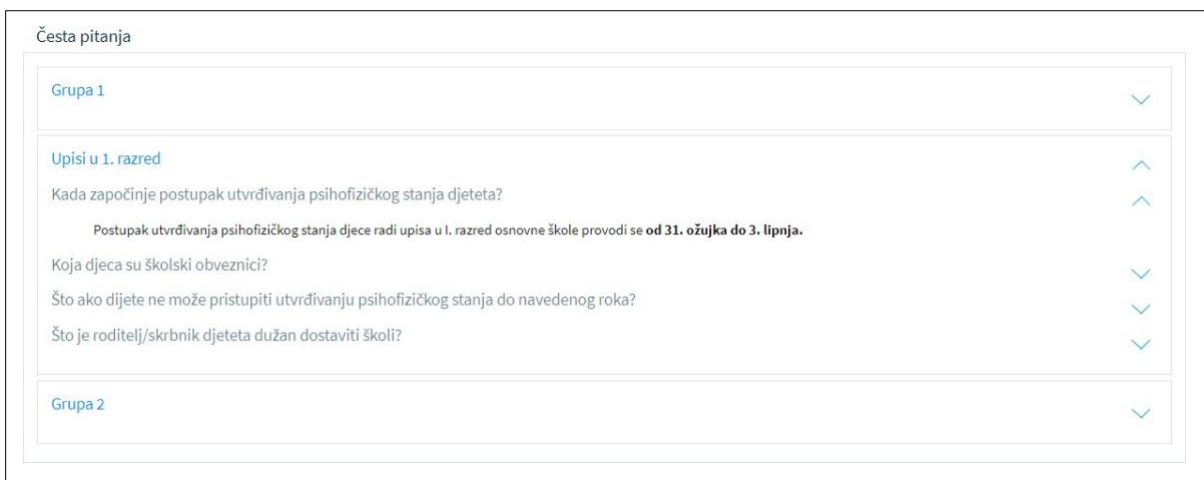 Česta pitanja
Grupa 1
Upisi u 1. razred
Kada započinje postupak utvrđivanja psihofizičkog stanja djeteta?
Postupak utvrđivanja psihofizičkog stanja djece radi upisa u I. razred osnovne škole provodi se od 31. ožujka do 3. lipnja.
Koja djeca su školski obveznici?
Što ako dijete ne može pristupiti utvrđivanju psihofizičkog stanja do navedenog roka?
Što je roditelj/skrbnik djeteta dužan dostaviti školi?
Grupa 2